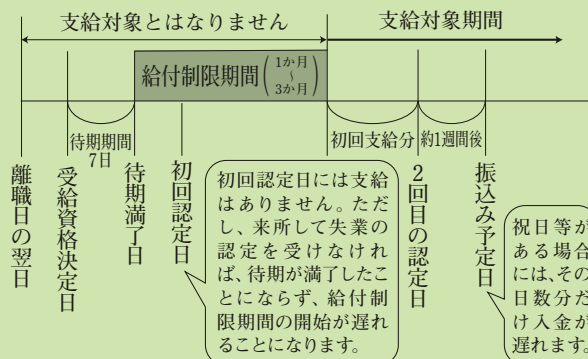 支給対象とはなりません
支給対象期間
給付制限期間(1か月〜3か月)
待期期間
7日
初回支給分
約1週間後
離職日の翌日
受給資格決定日
待期満了日
初回認定日
2回目の認定日
振込み予定日
初回認定日には支給
はありません。ただ
し、来所して失業の
認定を受けなけれ
ば、待期が満了したこ
とにならず、給付制
限期間の開始が遅れ
ることになります。
祝日等が
ある場合
には、その
日数分だ
け入金が
遅れます。